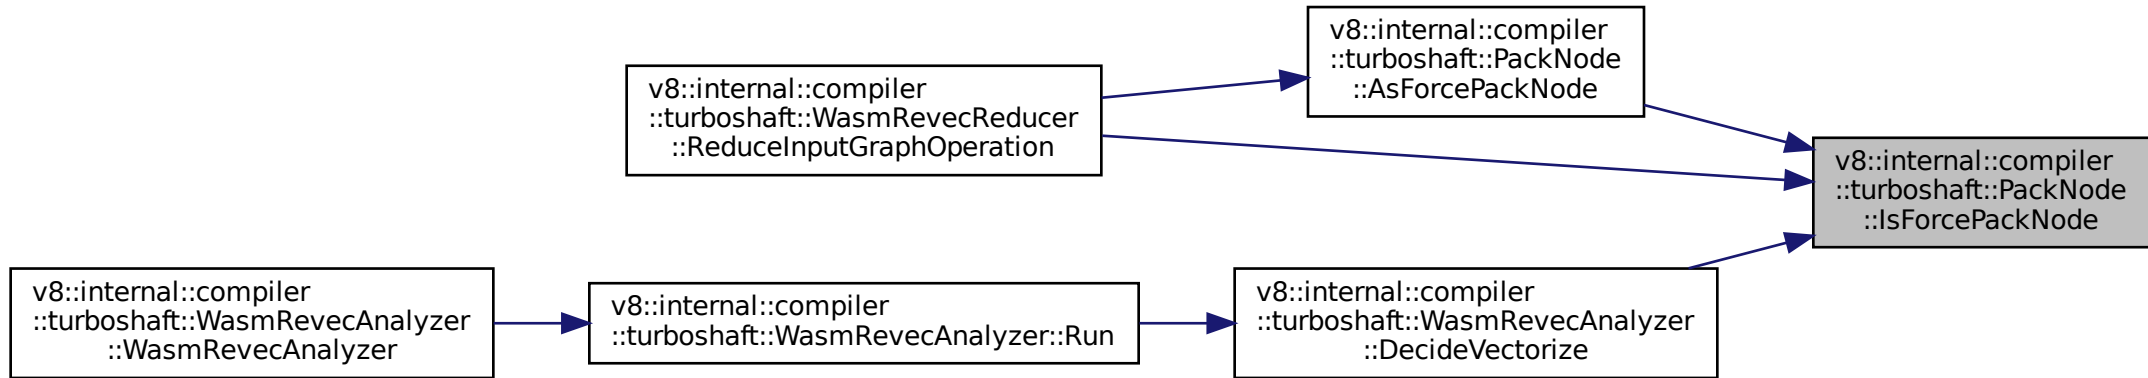 v8::internal::compiler
::turboshaft::PackNode
::AsForcePackNode
v8::internal::compiler
::turboshaft::WasmRevecReducer
::ReduceInputGraphOperation
v8::internal::compiler
::turboshaft::PackNode
::IsForcePackNode
v8::internal::compiler
::turboshaft::WasmRevecAnalyzer
::WasmRevecAnalyzer
v8::internal::compiler
::turboshaft::WasmRevecAnalyzer::Run
v8::internal::compiler
::turboshaft::WasmRevecAnalyzer
::DecideVectorize